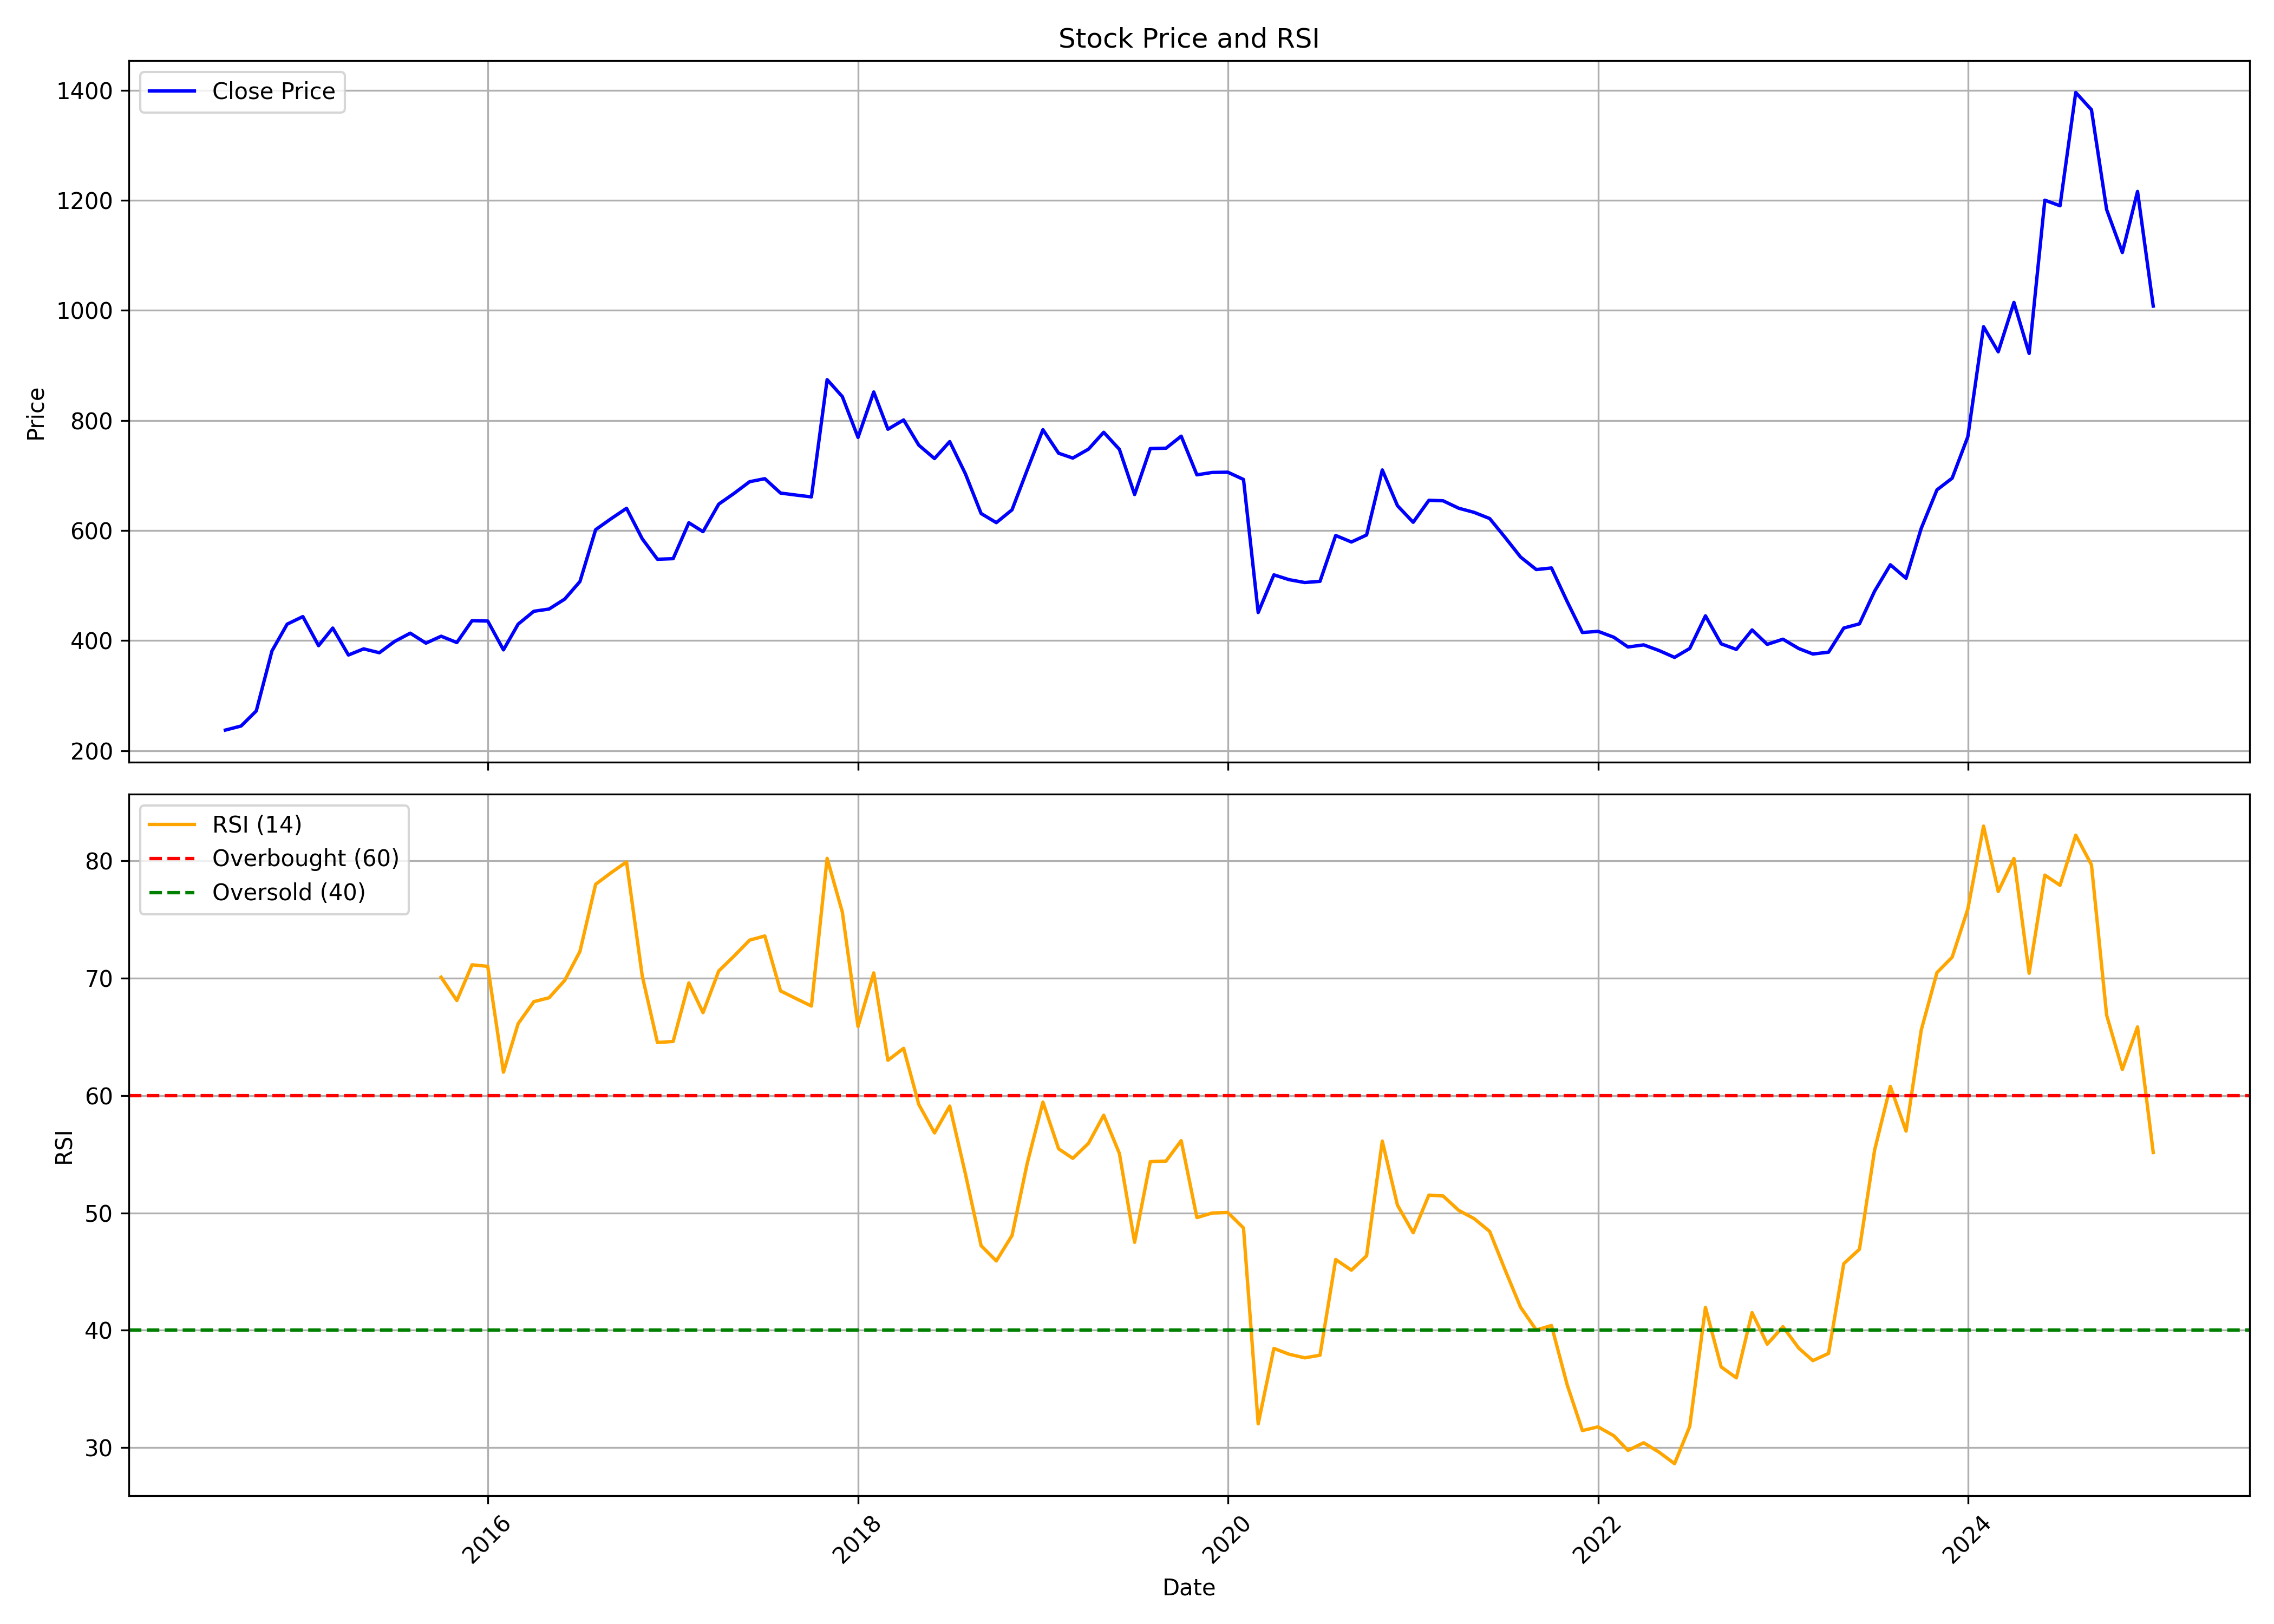 Stock Price and RSI
Close Price
1400
1200
1000
800
600
400
200
Price
RSI (14)
Overbought (60)
Oversold (40)
80
70
60
50
40
30
RSI
2016
2018
2020
2022
2024
Date